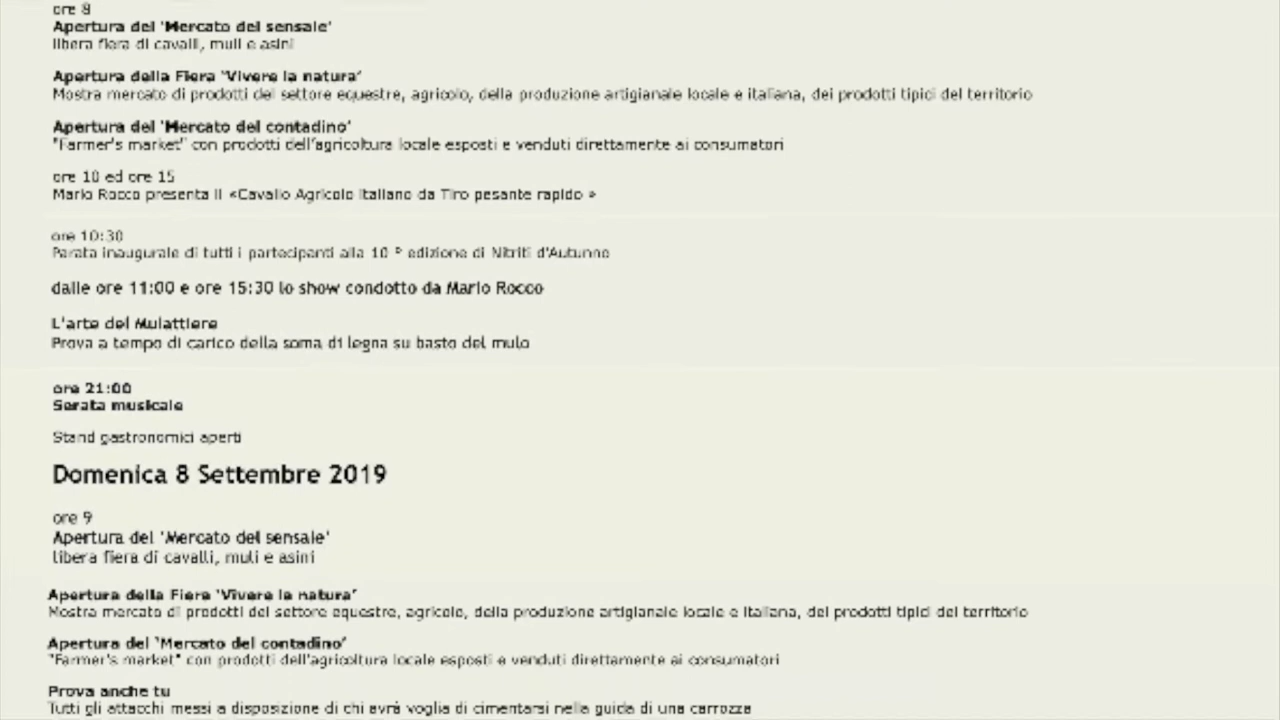 ore 8
Apertura del 'Mercato del sensale'
libera fiera di cavalli, muli e asini
Apertura della Fiera 'Vivere la natura'
Mostra mercato di prodotti del settore equestre, agricolo, della produzione artigianale locale e italiana, dei prodotti tipici del territorio
Apertura del 'Mercato del contadino'
"Farmer's market" con prodotti dell'agricoltura locale esposti e venduti direttamente ai consumatori
ore 10 ed ore 15
Mario Rocco presenta il «Cavallo Agricolo Italiano da Tiro pesante rapido »
ore 10:30
Parata inaugurale di tutti i partecipanti alla 10 ° edizione di Nitriti d'Autunno
dalle ore 11:00 e ore 15:30 lo show condotto da Mario Rocco
L'arte del Mulattiere
Prova a tempo di carico della soma di legna su basto del mulo
ore 21:00
Serata musicale
Stand gastronomici aperti
Domenica 8 Settembre 2019
ore 9
Apertura del 'Mercato del sensale'
libera fiera di cavalli, muli e asini
Apertura della Fiera 'Vivere la natura'
Mostra mercato di prodotti del settore equestre, agricolo, della produzione artigianale locale e italiana, dei prodotti tipici del territorio
Apertura del 'Mercato del contadino'
"Farmer's market" con prodotti dell'agricoltura locale esposti e venduti direttamente ai consumatori
Prova anche tu
Tutti gli attacchi messi a disposizione di chi avrà voglia di cimentarsi nella guida di una carrozza